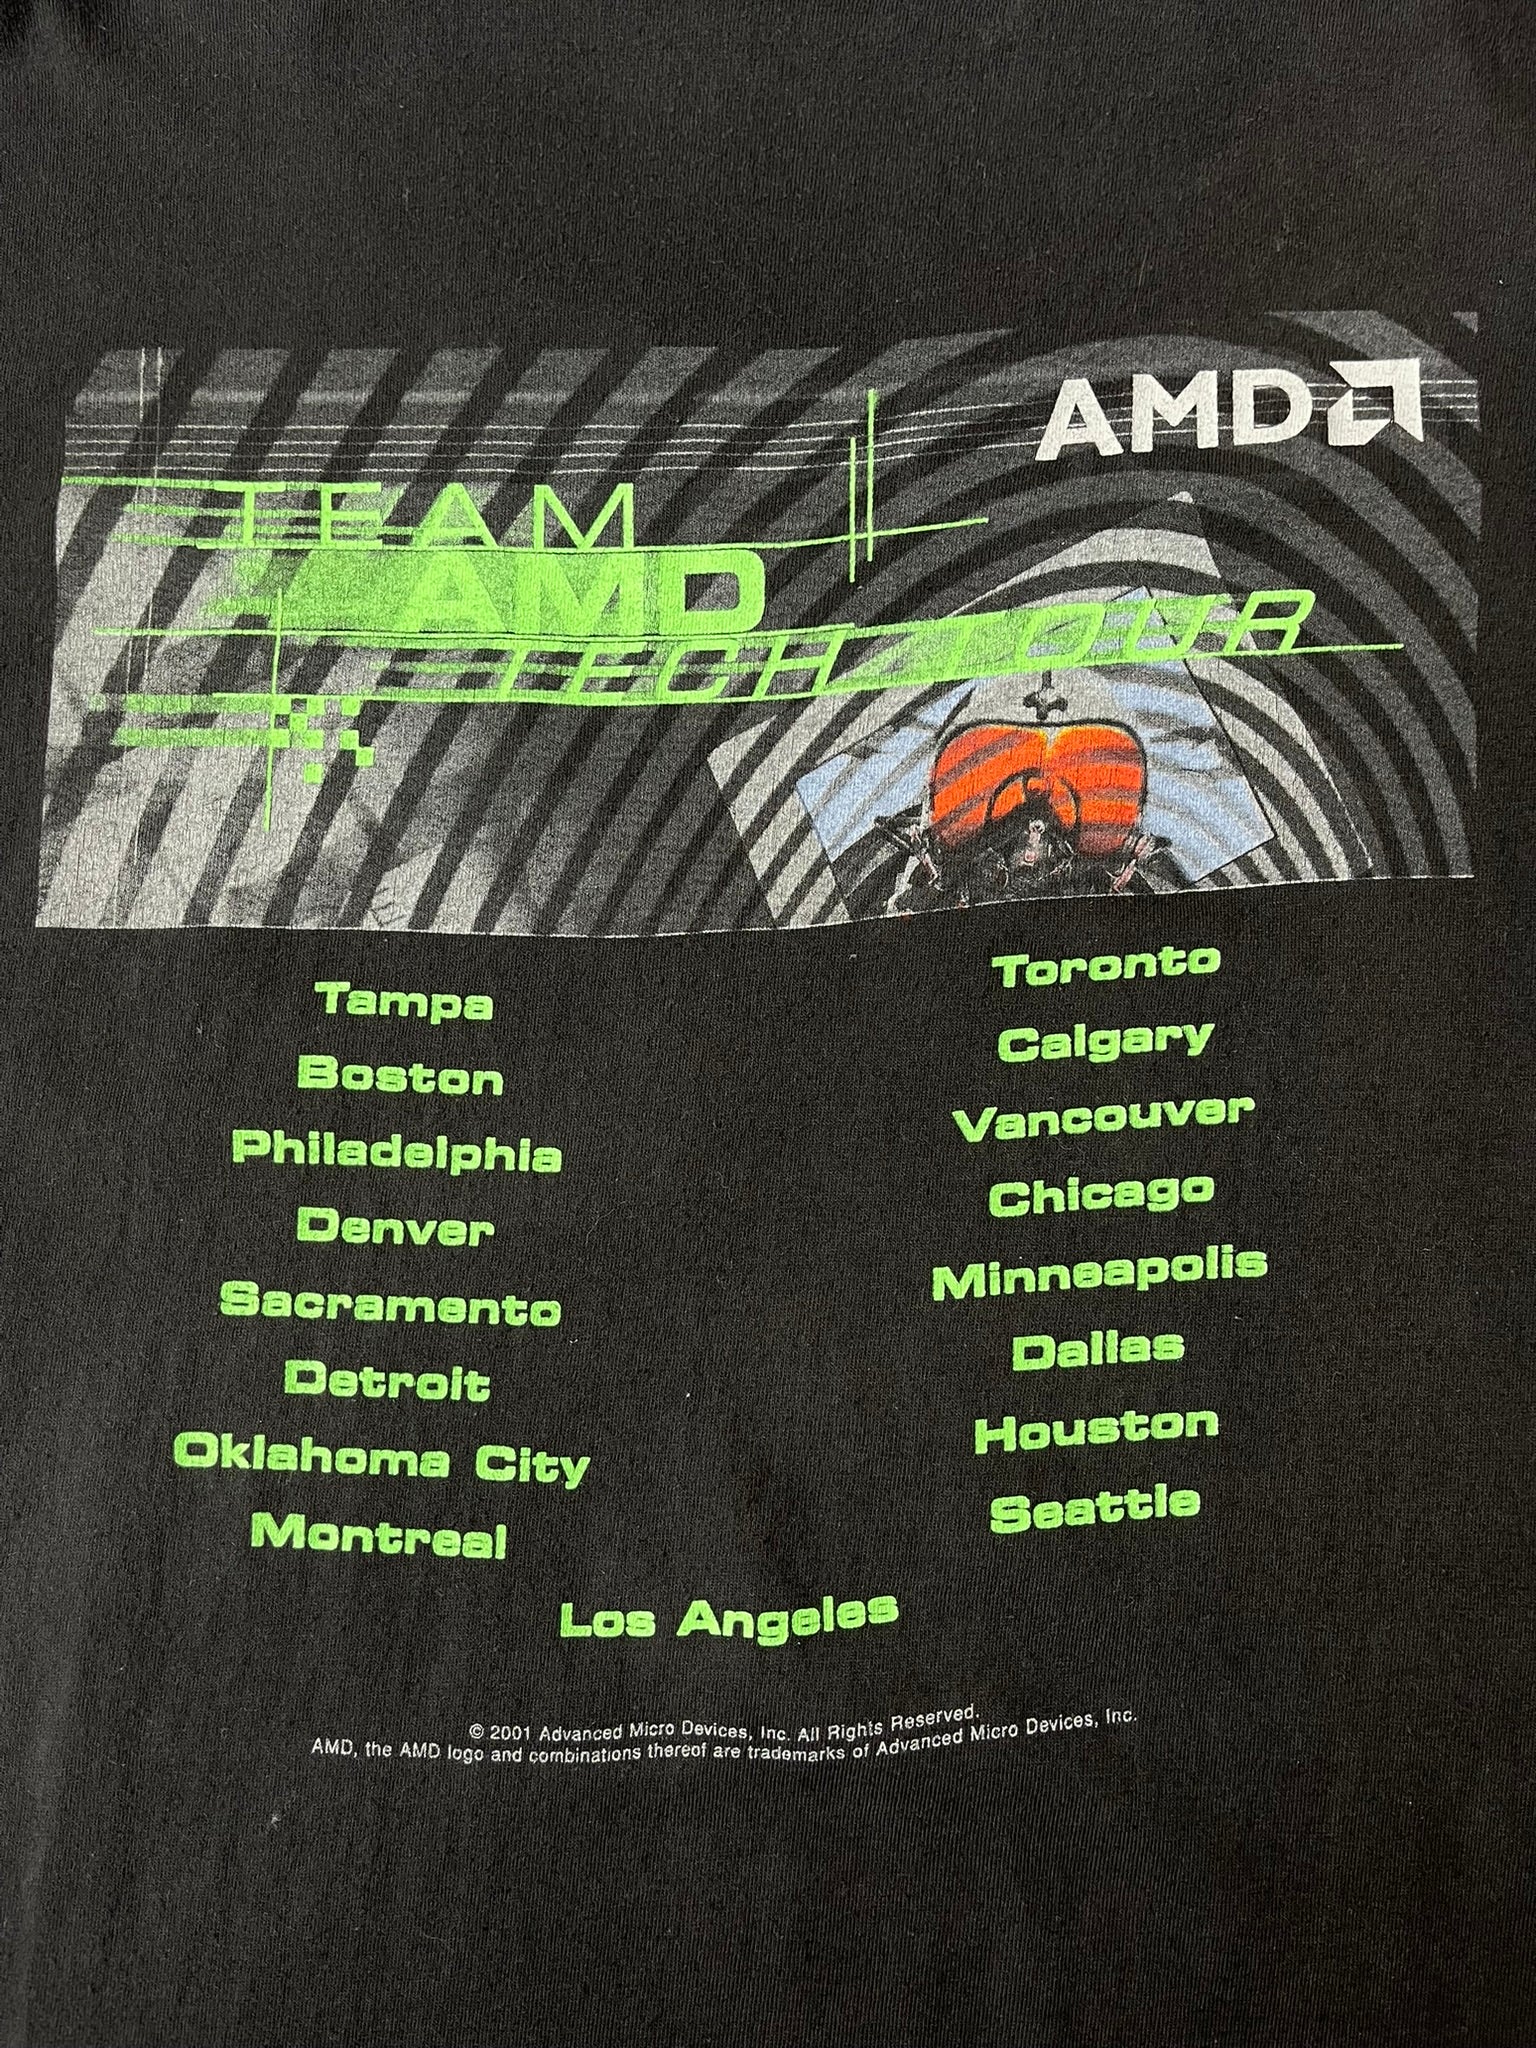 AMD
TEAM
AMD
TECH TOUR
Tampa
Boston
Philadelphia
Denver
Sacramento
Detroit
Oklahoma City
Montreal
Toronto
Calgary
Vancouver
Chicago
Minneapolis
Dallas
Houston
Seattle
Los Angeles
© 2001 Advanced Micro Devices, Inc. All Rights Reserved.
AMD, the AMD logo and combinations thereof are trademarks of Advanced Micro Devices, Inc.